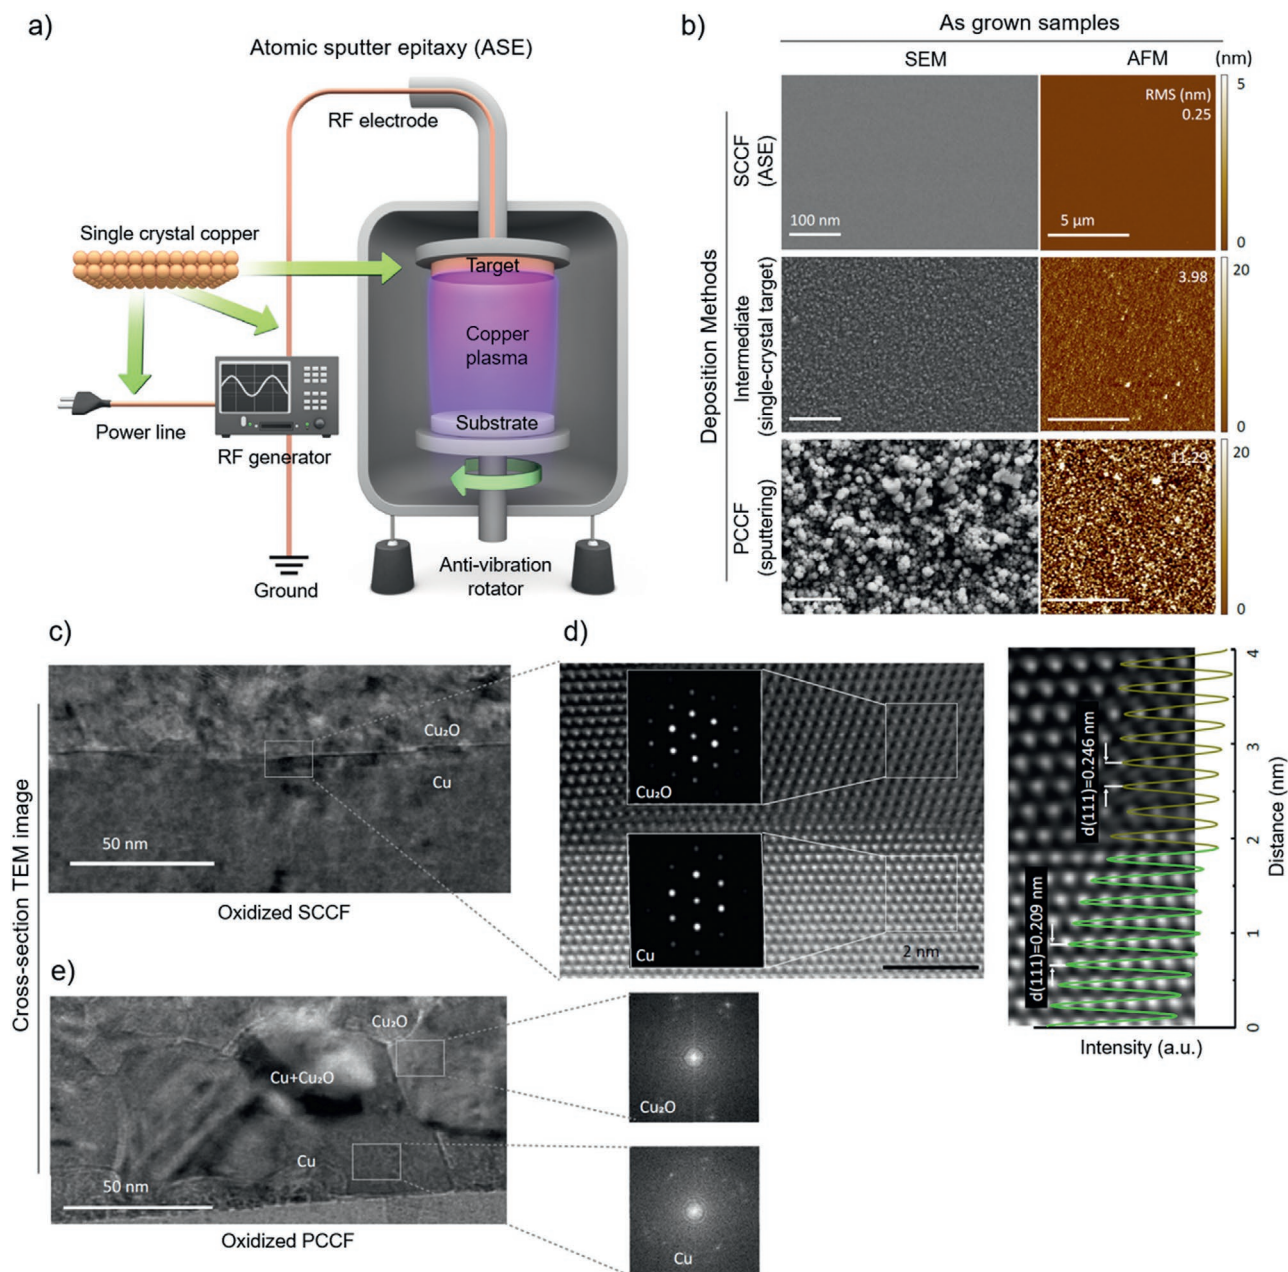 a)
Atomic sputter epitaxy (ASE)
RF electrode
Single crystal copper
Target
Copper
plasma
Substrate
Power line
RF generator
Ground
Anti-vibration
rotator
b)
As grown samples
SEM
AFM
(nm)
Deposition Methods
SCCF
(ASE)
100 nm
RMS (nm)
0.25
5 µm
5
0
Intermediate
(single-crystal target)
3.98
20
0
PCCF
(sputtering)
11.29
20
0
Cross-section TEM image
c)
Cu₂O
Cu
50 nm
Oxidized SCCF
d)
Cu₂O
Cu
2 nm
d(111)=0.246 nm
d(111)=0.209 nm
4
3
2
1
0
Distance (nm)
Intensity (a.u.)
e)
Cu₂O
Cu+Cu₂O
Cu
50 nm
Oxidized PCCF
Cu₂O
Cu